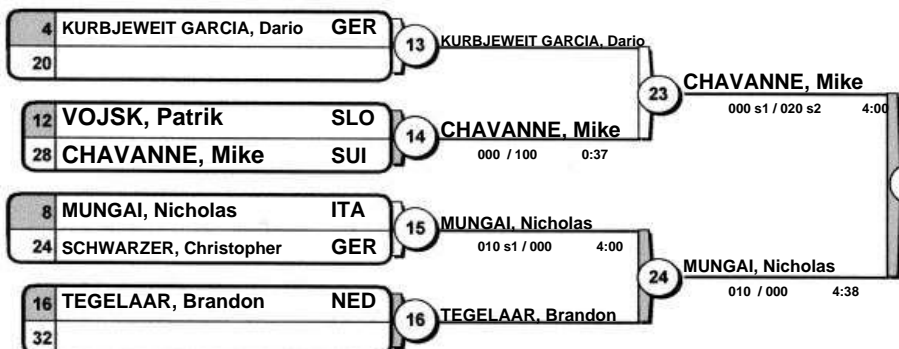 4 KURBJEWEIT GARCIA, Dario GER
20
13
KURBJEWEIT GARCIA, Dario
12 VOJSK, Patrik SLO
28 CHAVANNE, Mike SUI
14
CHAVANNE, Mike
000 / 100 0:37
23
CHAVANNE, Mike
000 s1 / 020 s2 4:00
8 MUNGAI, Nicholas ITA
24 SCHWARZER, Christopher GER
15
MUNGAI, Nicholas
010 s1 / 000 4:00
16 TEGELAAR, Brandon NED
32
16
TEGELAAR, Brandon
24
MUNGAI, Nicholas
010 / 000 4:38